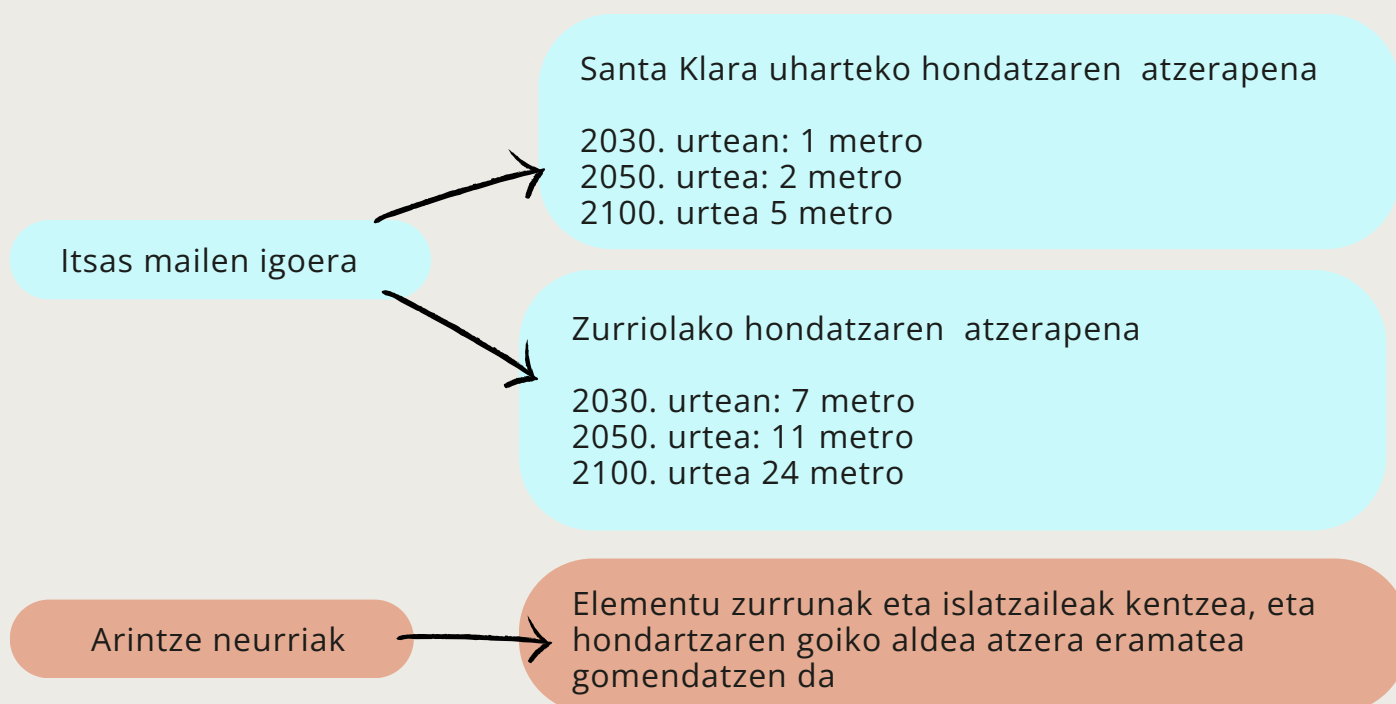 Itsas mailen igoera
Santa Klara uharteko hondatzaren  atzerapena
2030. urtean: 1 metro
2050. urtea: 2 metro
2100. urtea 5 metro
Zurriolako hondatzaren  atzerapena
2030. urtean: 7 metro
2050. urtea: 11 metro
2100. urtea 24 metro
Arintze neurriak
Elementu zurrunak eta islatzaileak kentzea, eta
hondartzaren goiko aldea atzera eramatea
gomendatzen da